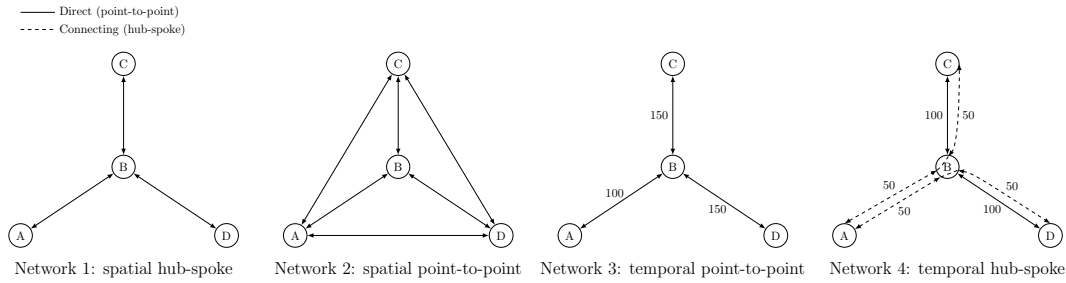 Direct (point-to-point)
Connecting (hub-spoke)
C
B
A
D
Network 1: spatial hub-spoke
C
B
A
D
Network 2: spatial point-to-point
C
150
B
100
150
A
D
Network 3: temporal point-to-point
C
100
50
B
50
50
50
100
A
D
Network 4: temporal hub-spoke